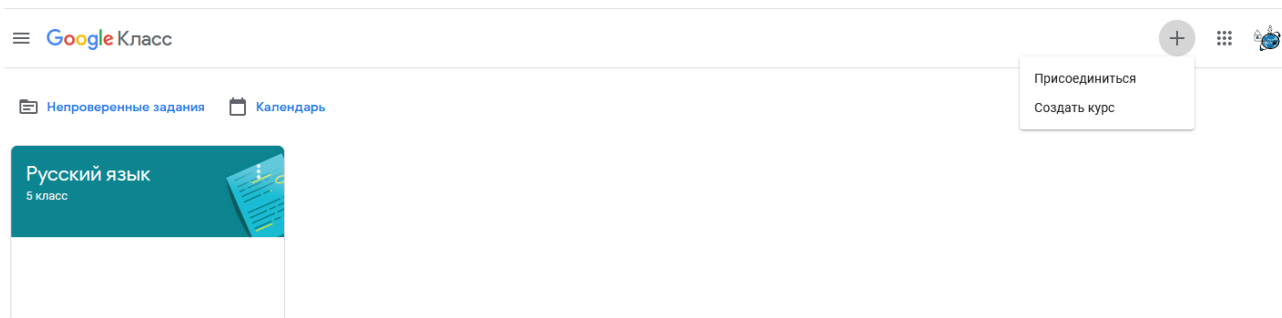 Google Класс
Присоединиться
Создать курс
Непроверенные задания
Календарь
Русский язык
5 класс